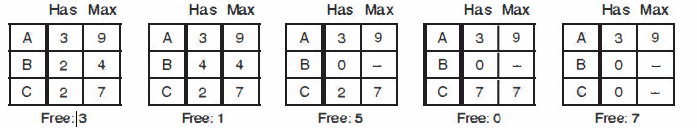 Has Max Has Max Has Max Has Max Has Max
A 3 9 A 3 9 A 3 9 A 3 9 A 3 9
B 2 4 B 4 4 B 0 – B 0 – B 0 –
C 2 7 C 2 7 C 2 7 C 7 7 C 0 –
Free: 3 Free: 1 Free: 5 Free: 0 Free: 7